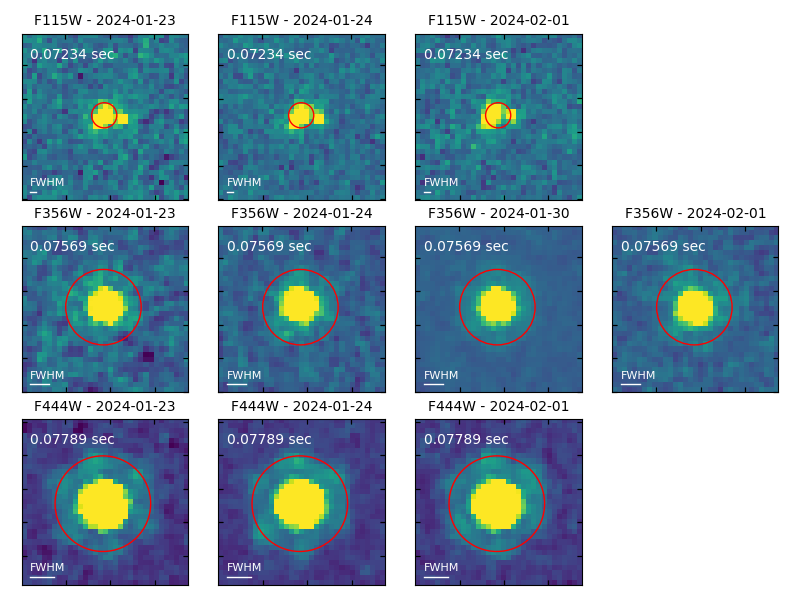 F115W - 2024-01-23
0.07234 sec
FWHM
F115W - 2024-01-24
0.07234 sec
FWHM
F115W - 2024-02-01
0.07234 sec
FWHM
F356W - 2024-01-23
0.07569 sec
FWHM
F356W - 2024-01-24
0.07569 sec
FWHM
F356W - 2024-01-30
0.07569 sec
FWHM
F356W - 2024-02-01
0.07569 sec
FWHM
F444W - 2024-01-23
0.07789 sec
FWHM
F444W - 2024-01-24
0.07789 sec
FWHM
F444W - 2024-02-01
0.07789 sec
FWHM